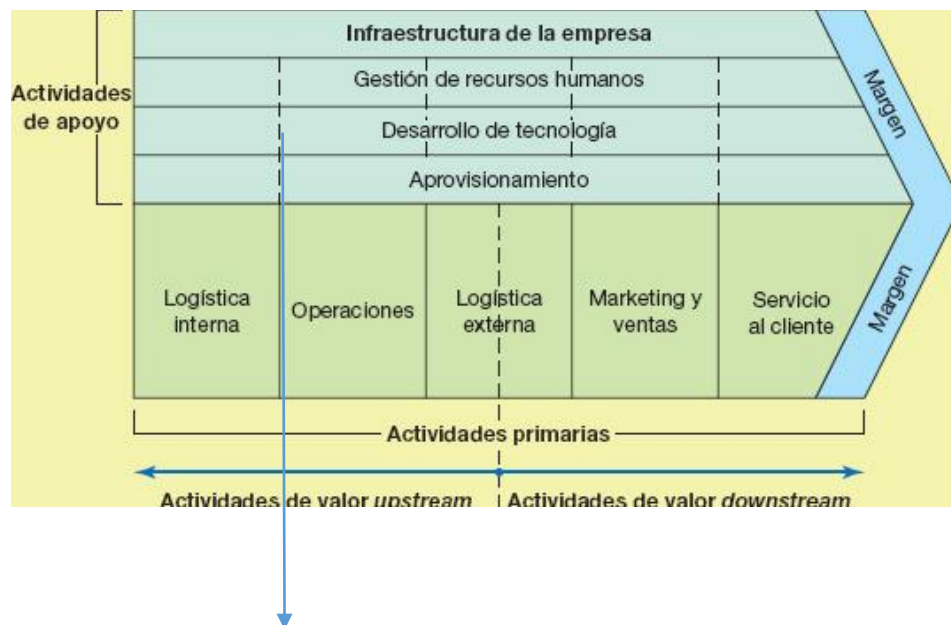 Infraestructura de la empresa
Gestión de recursos humanos
Actividades
de apoyo
Desarrollo de tecnología
Aprovisionamiento
Margen
Logística
interna
Operaciones
Logística
externa
Marketing y
ventas
Servicio
al cliente
Margen
Actividades primarias
Actividades de valor upstream
Actividades de valor downstream